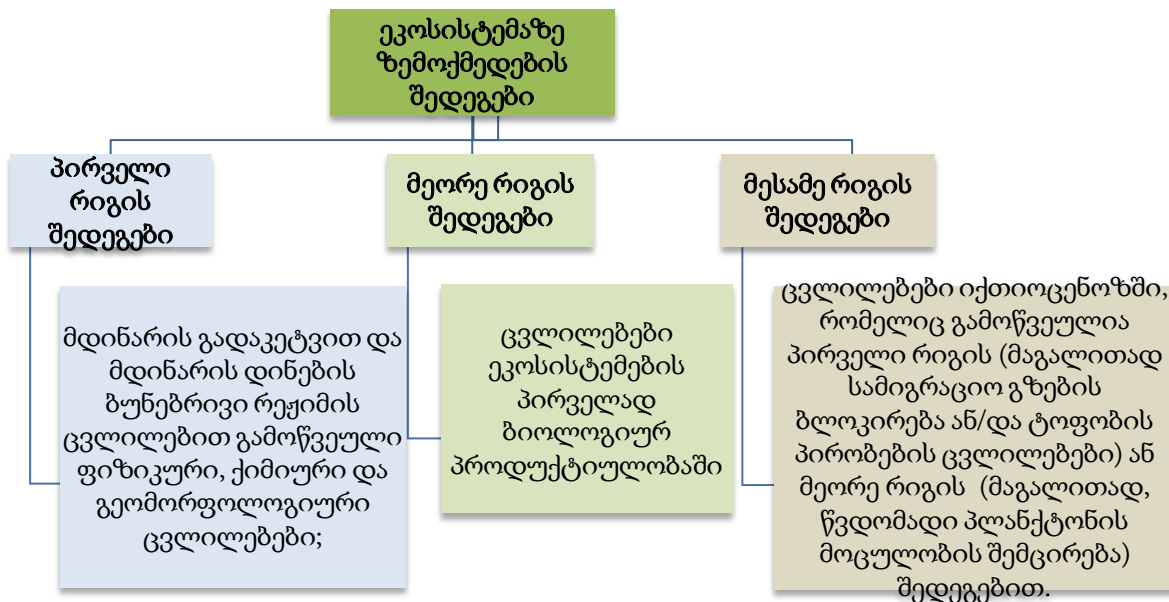 ეკოსისტემაზე
ზემოქმედების
შედეგები
პირველი
რიგის
შედეგები
მეორე რიგის
შედეგები
მესამე რიგის
შედეგები
მდინარის გადაკეტვით და
მდინარის დინების
ბუნებრივი რეჟიმის
ცვლილებით გამოწვეული
ფიზიკური, ქიმიური და
გეომორფოლოგიური
ცვლილებები;
ცვლილებები
ეკოსისტემების
პირველად
ბიოლოგიურ
პროდუქტიულობაში
ცვლილებები იქთიოცენოზში,
რომელიც გამოწვეულია
პირველი რიგის (მაგალითად
სამიგრაციო გზების
ბლოკირება ან/და ტოფობის
პირობების ცვლილებები) ან
მეორე რიგის (მაგალითად,
წვდომადი პლანქტონის
მოცულობის შემცირება)
შედეგებით.